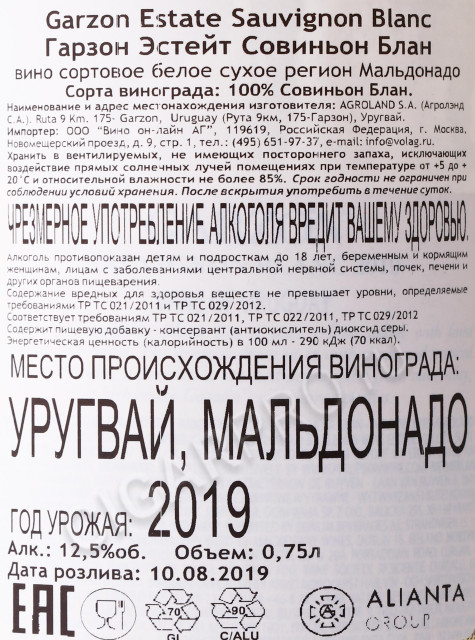 Garzon Estate Sauvignon Blanc
Гарзон Эстейт Совиньон Блан
вино сортовое белое сухое регион Мальдонадо
Сорта винограда: 100% Совиньон Блан.
Наименование и адрес местонахождения изготовителя: AGROLAND S.A. (Агролэнд
С.А.). Ruta 9 Km. 175- Garzon, Uruguay (Рута 9км, 175-Гарзон), Уругвай.
Импортер: ООО "Вино он-лайн АГ", 119619, Российская Федерация, г. Москва,
Новомещерский проезд, д. 9, стр. 1, тел.: (495) 651-97-37, e-mail: info@volag.ru.
Хранить в вентилируемых, не имеющих постороннего запаха, исключающих
воздействие прямых солнечных лучей помещениях при температуре от +5 до +
20°С и относительной влажности не более 85%. Срок годности не ограничен при
соблюдении условий хранения. После вскрытия употребить в течение суток.
ЧРЕЗМЕРНОЕ УПОТРЕБЛЕНИЕ АЛКОГОЛЯ ВРЕДИТ ВАШЕМУ ЗДОРОВЬЮ.
Алкоголь противопоказан детям и подросткам до 18 лет, беременным и кормящим
женщинам, лицам с заболеваниями центральной нервной системы, почек, печени и
других органов пищеварения.
Содержание вредных для здоровья веществ не превышает уровни, определяемые
требованиями ТР ТС 021/2011 и ТР ТС 029/2012.
Соответствует требованиям ТР ТС 021/2011, ТР ТС 022/2011, ТР ТС 029/2012
Содержит пищевую добавку - консервант (антиокислитель) диоксид серы.
Энергетическая ценность (калорийность) в 100 мл - 290 кДж (70 ккал).
МЕСТО ПРОИСХОЖДЕНИЯ ВИНОГРАДА:
УРУГВАЙ, МАЛЬДОНАДО
ГОД УРОЖАЯ: 2019
Алк.: 12,5%об. Объем: 0,75л
Дата розлива: 10.08.2019
EAC
70
GL
90
C/ALU
ALIANTA
GROUP